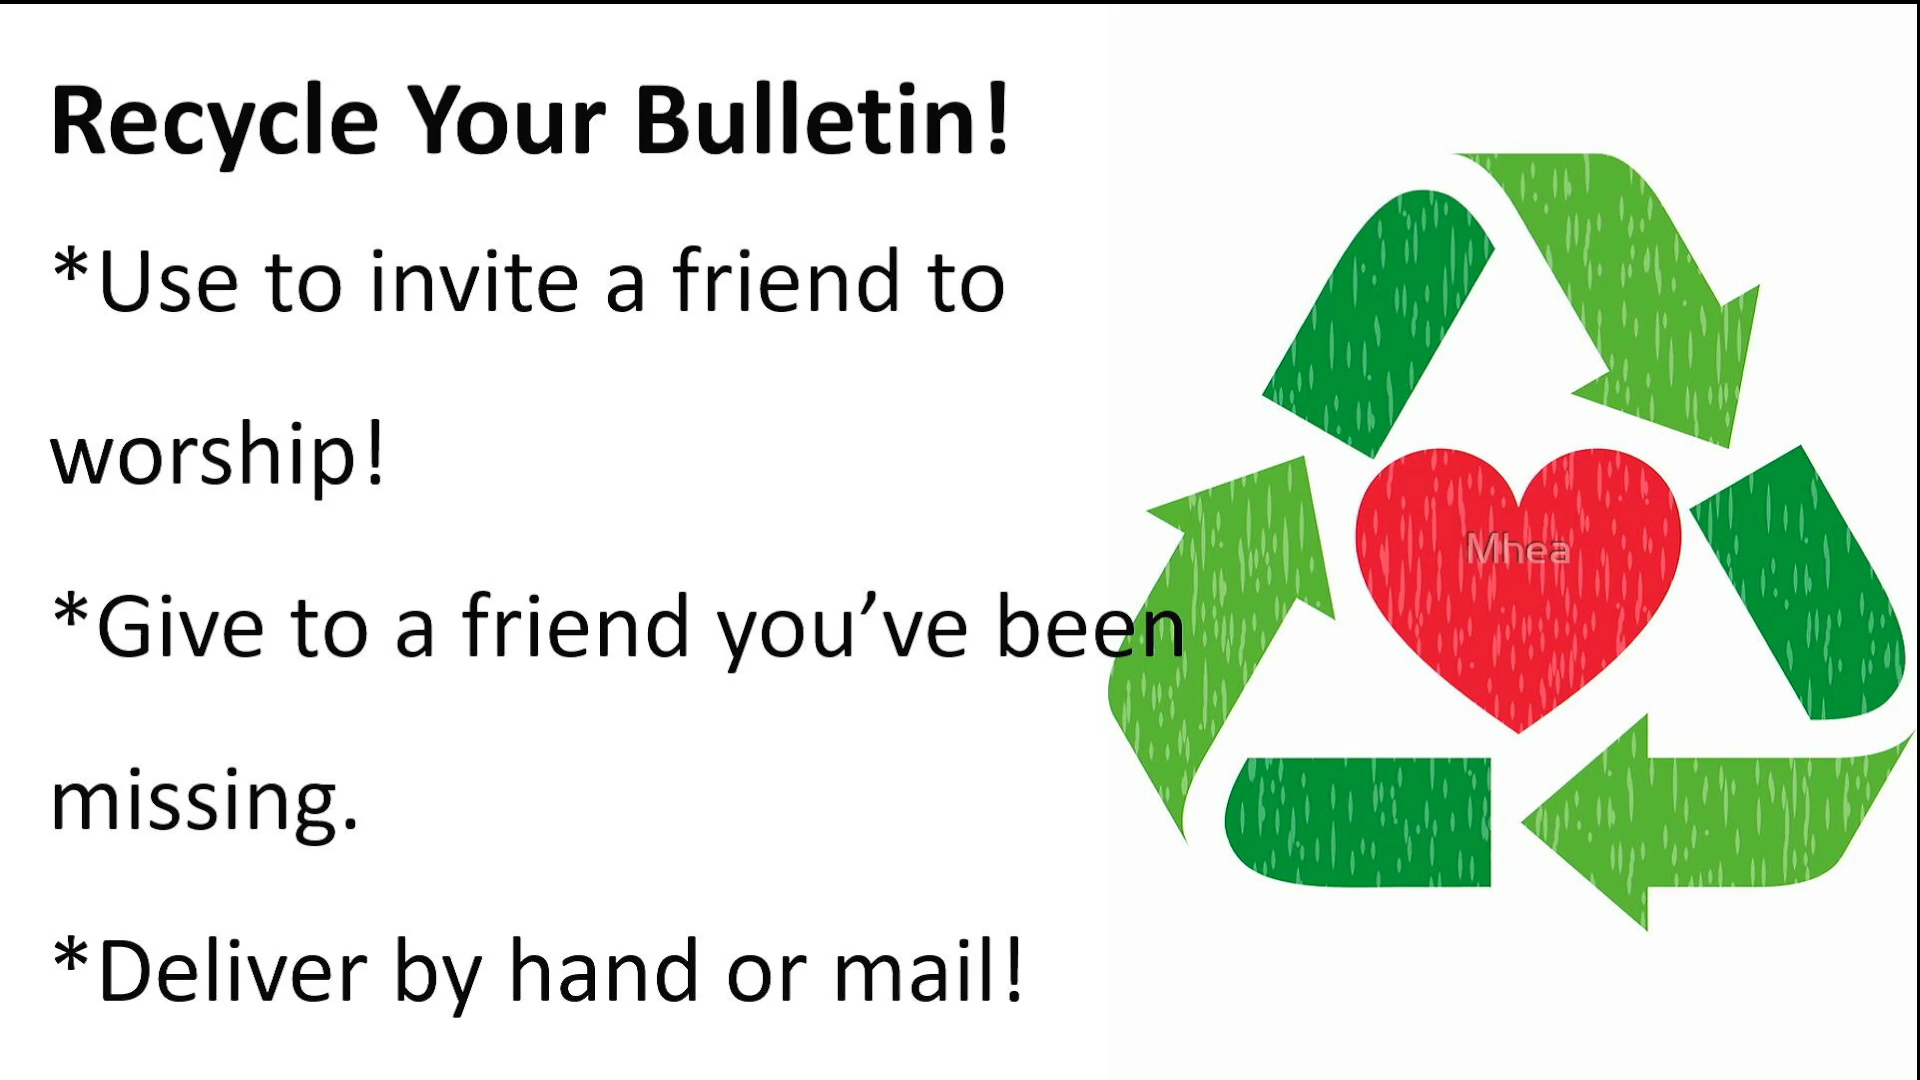 Recycle Your Bulletin!
*Use to invite a friend to
worship!
*Give to a friend you’ve been
missing.
*Deliver by hand or mail!
Mhea